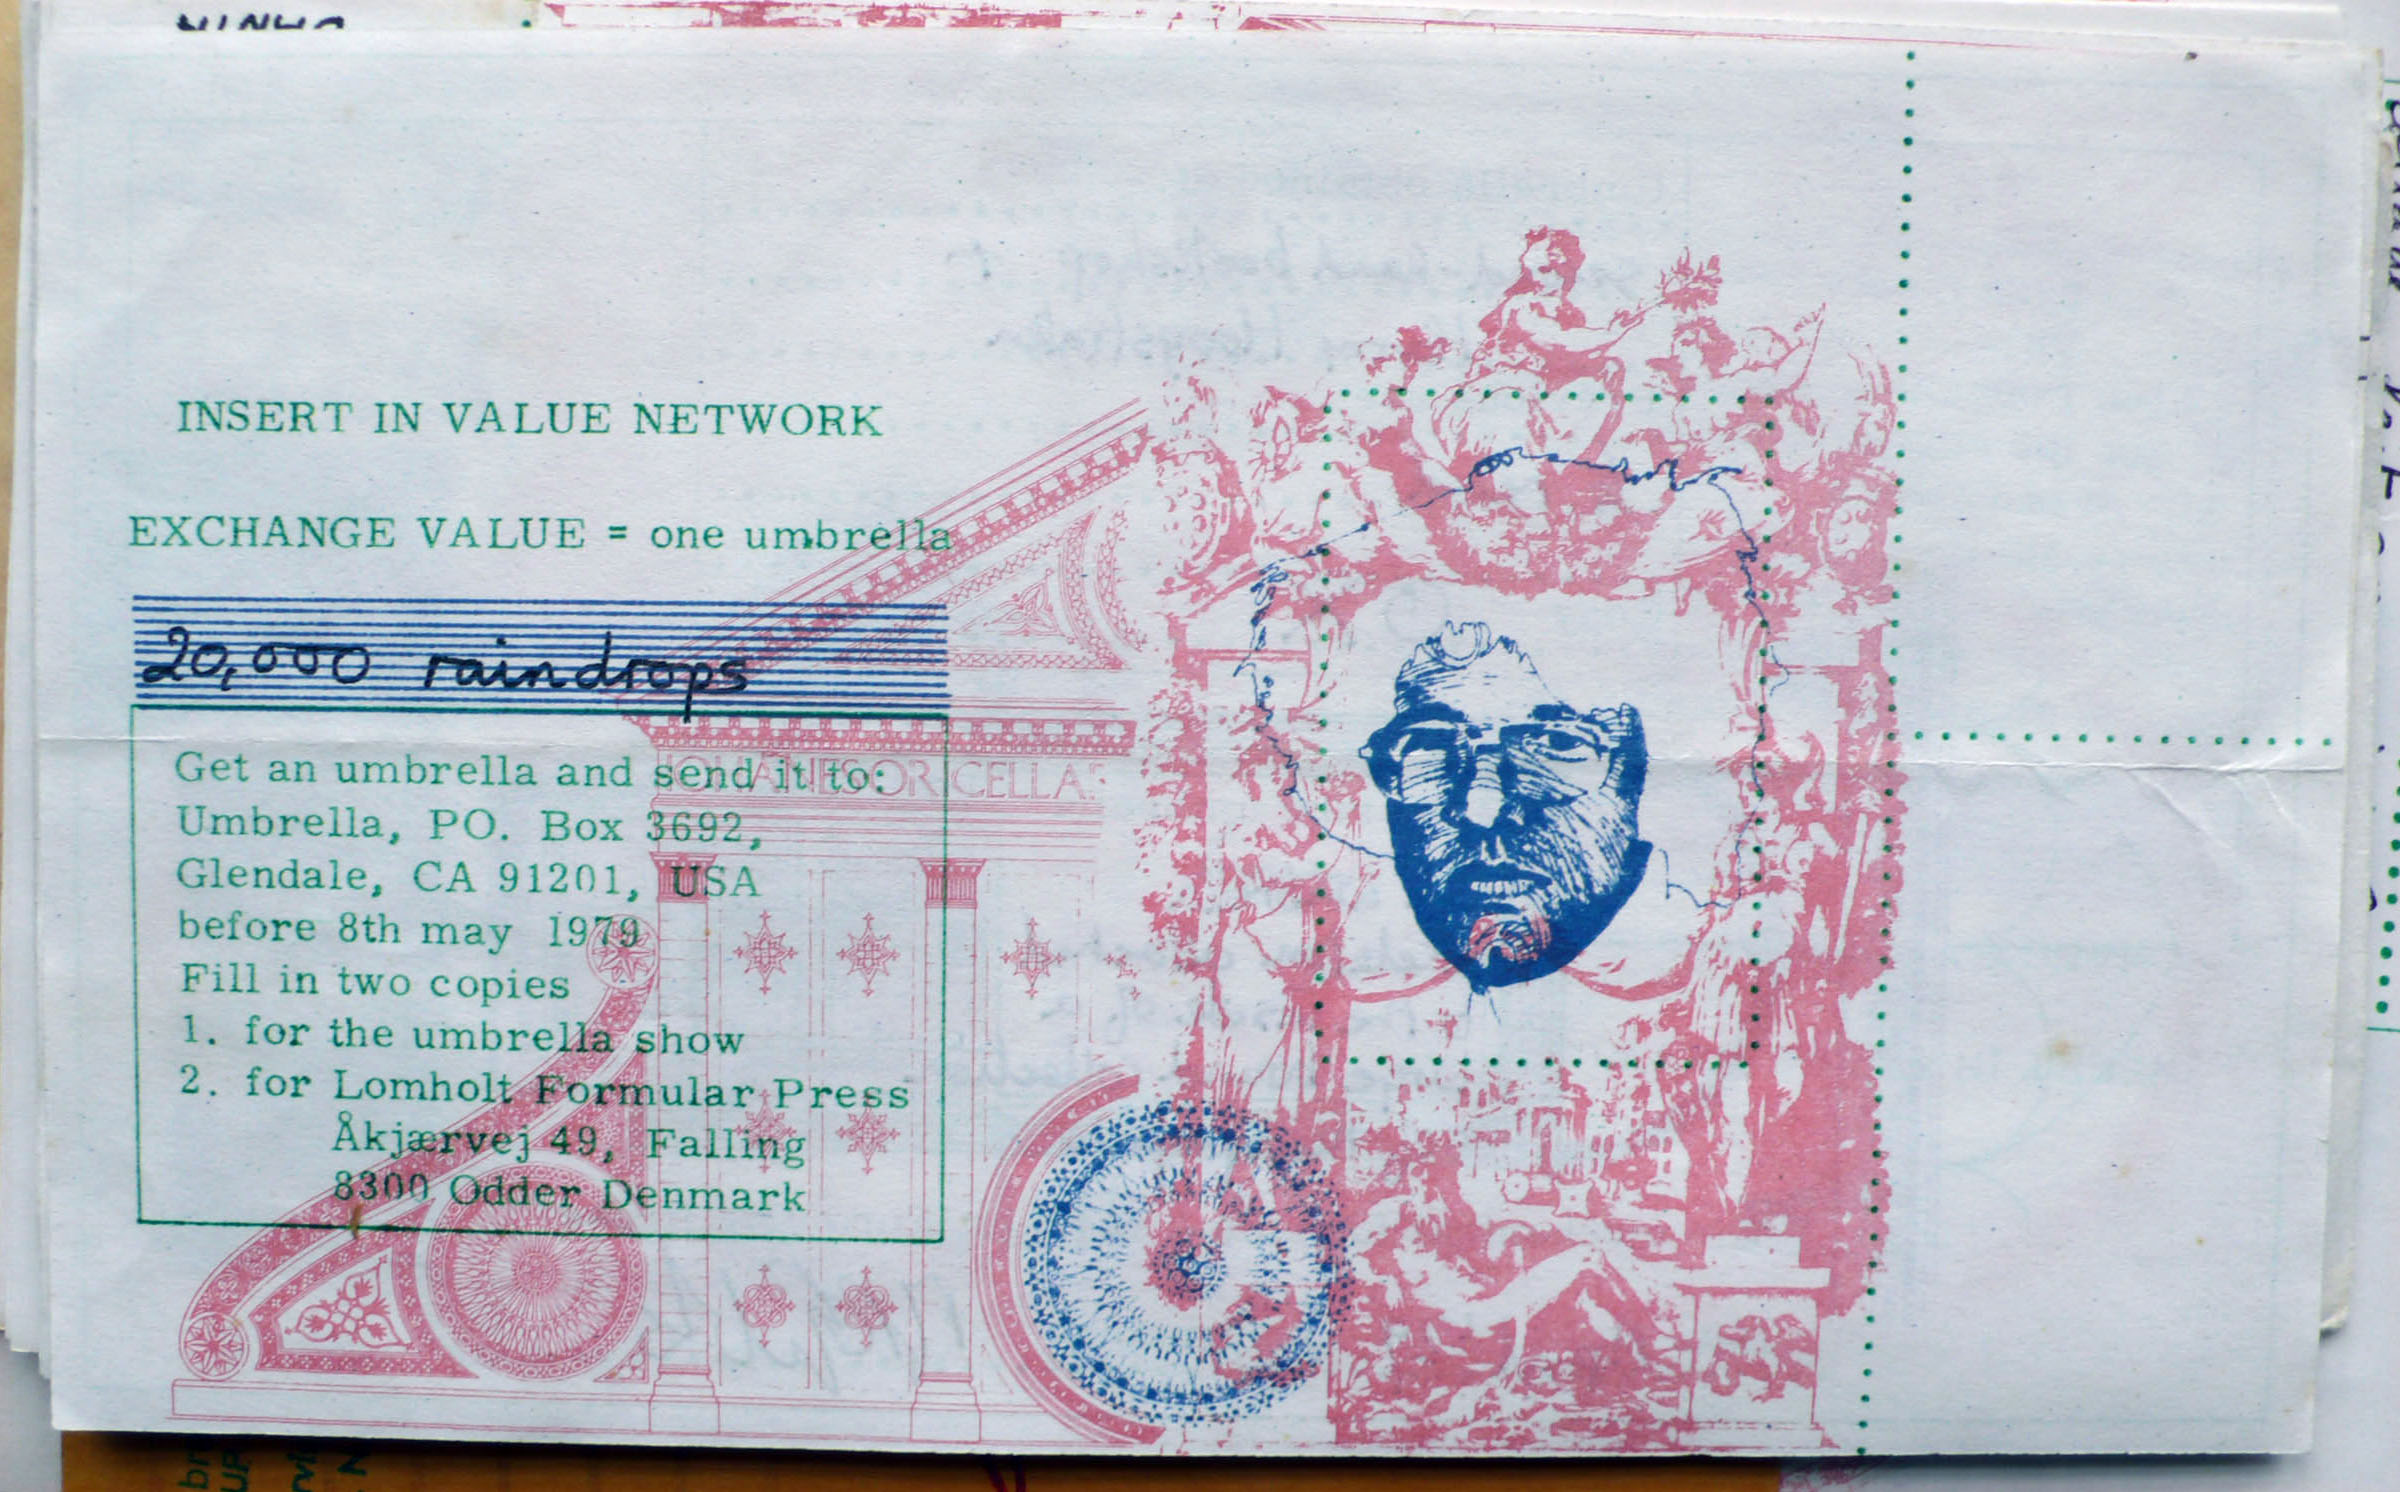 INSERT IN VALUE NETWORK
EXCHANGE VALUE = one umbrella
20,000 raindrops
Get an umbrella and send it to:
Umbrella, PO. Box 3692,
Glendale, CA 91201, USA
before 8th may 1979
Fill in two copies
1. for the umbrella show
2. for Lomholt Formular Press
Åkjærvej 49, Falling
8300 Odder Denmark
CELLA